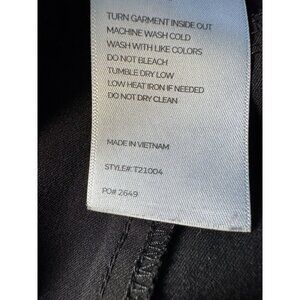 TURN GARMENT INSIDE OUT
MACHINE WASH COLD
WASH WITH LIKE COLORS
DO NOT BLEACH
TUMBLE DRY LOW
LOW HEAT IRON IF NEEDED
DO NOT DRY CLEAN
MADE IN VIETNAM
STYLE#: T21004
PO# 2649